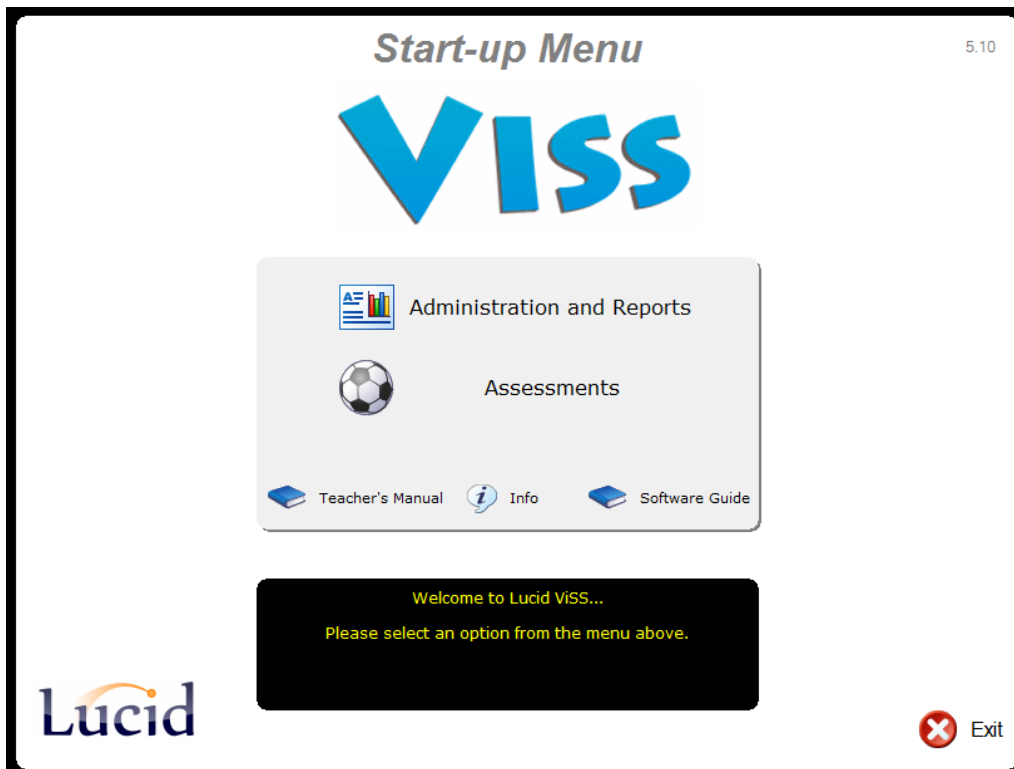 Start-up Menu
5.10
VISS
Administration and Reports
Assessments
Teacher's Manual
Info
Software Guide
Welcome to Lucid ViSS...
Please select an option from the menu above.
Lucid
Exit